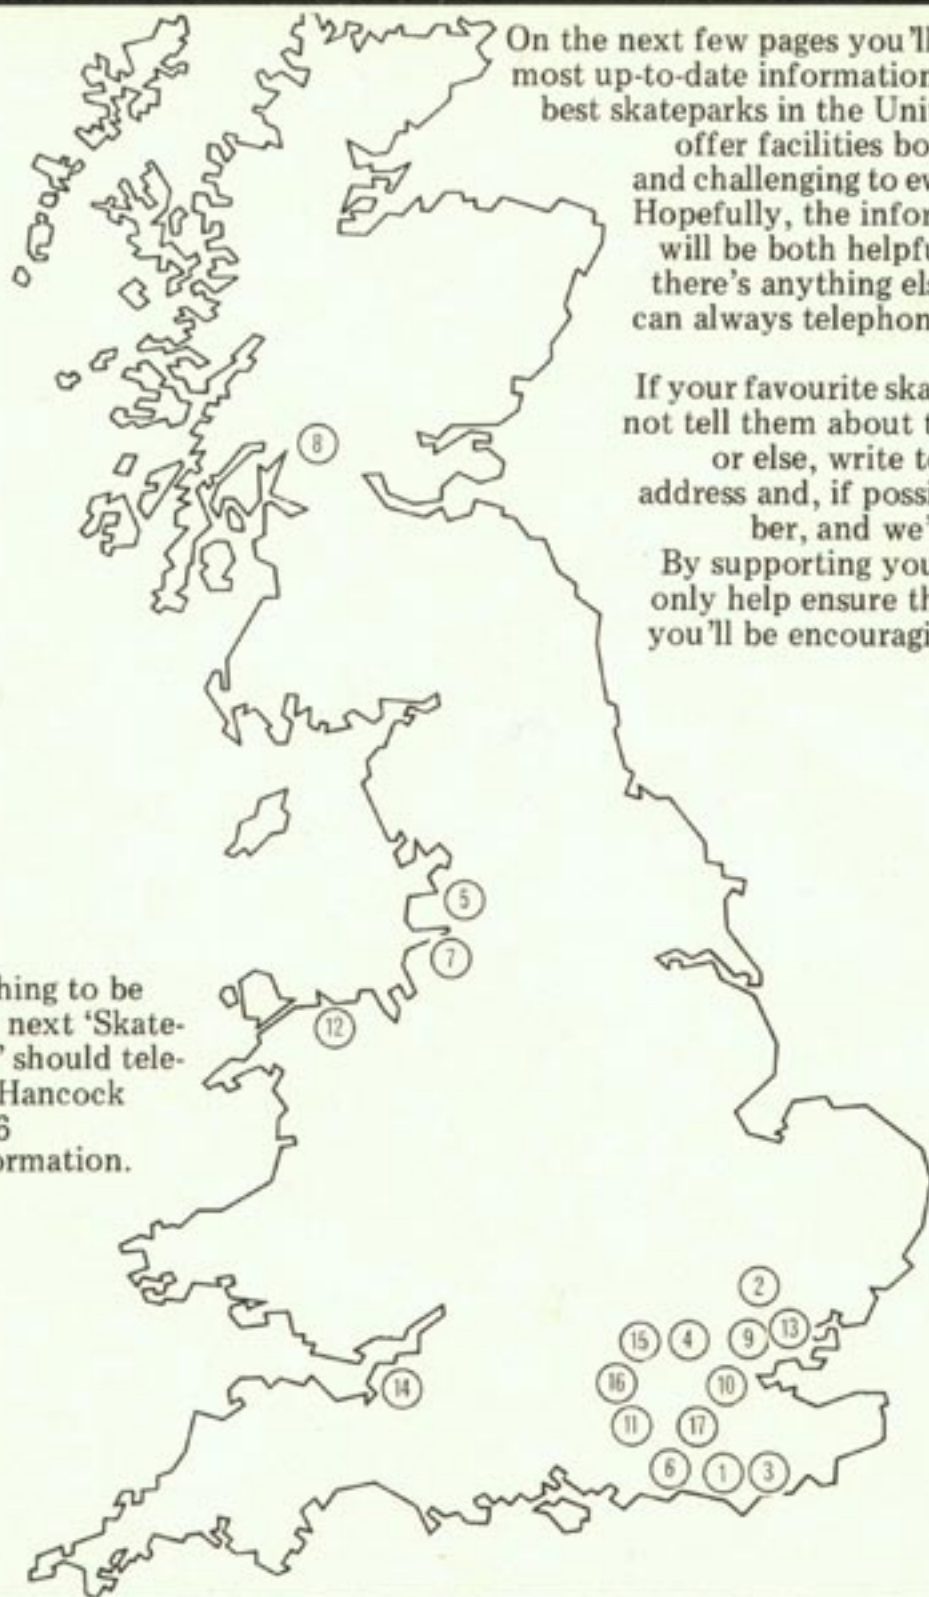 On the next few pages you'll
most up-to-date information
best skateparks in the Uni
offer facilities bo
and challenging to ev
Hopefully, the infor
will be both helpfu
there's anything els
can always telephon
If your favourite ska
not tell them about t
or else, write to
address and, if possi
ber, and we'
By supporting you
only help ensure th
you'll be encouragi
8
5
7
12
hing to be
next 'Skate-
' should tele-
Hancock
6
ormation.
2
15 4 9 13
14 16 10
11 17
6 1 3